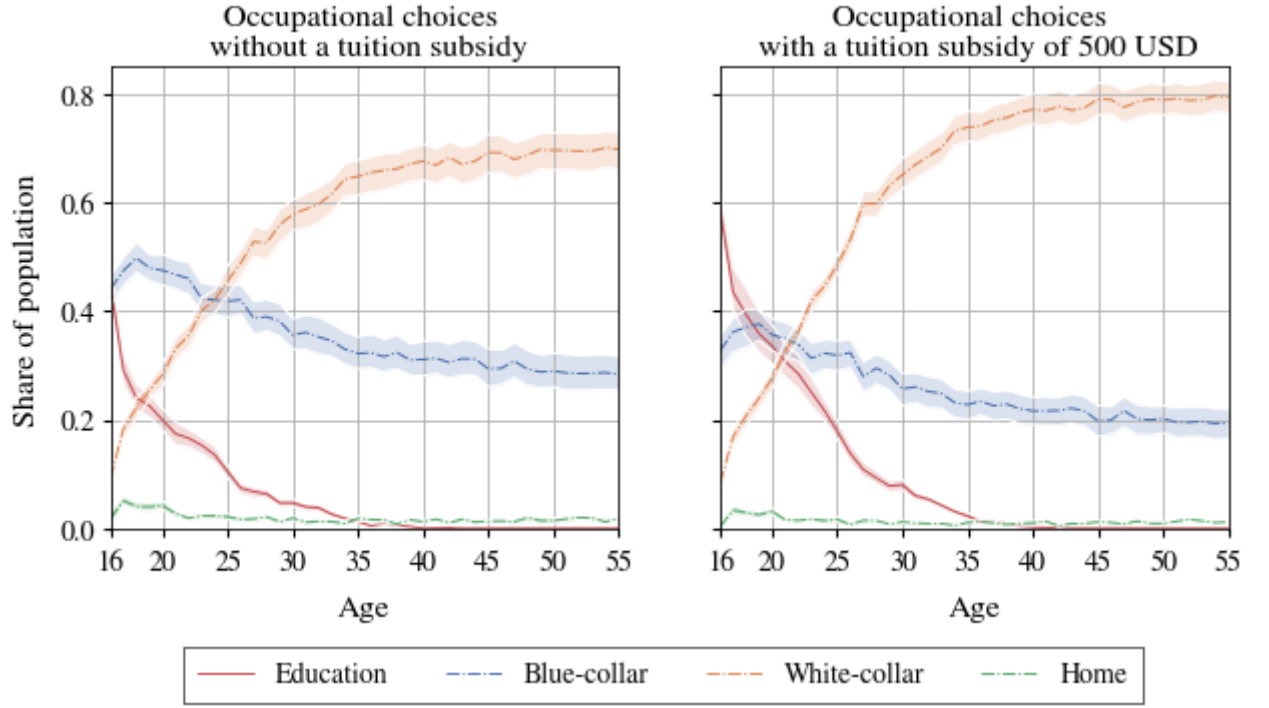 Occupational choices
without a tuition subsidy
Occupational choices
with a tuition subsidy of 500 USD
Share of population
0.8
0.6
0.4
0.2
0.0
16 20 25 30 35 40 45 50 55
16 20 25 30 35 40 45 50 55
Age
Age
Education Blue-collar White-collar Home